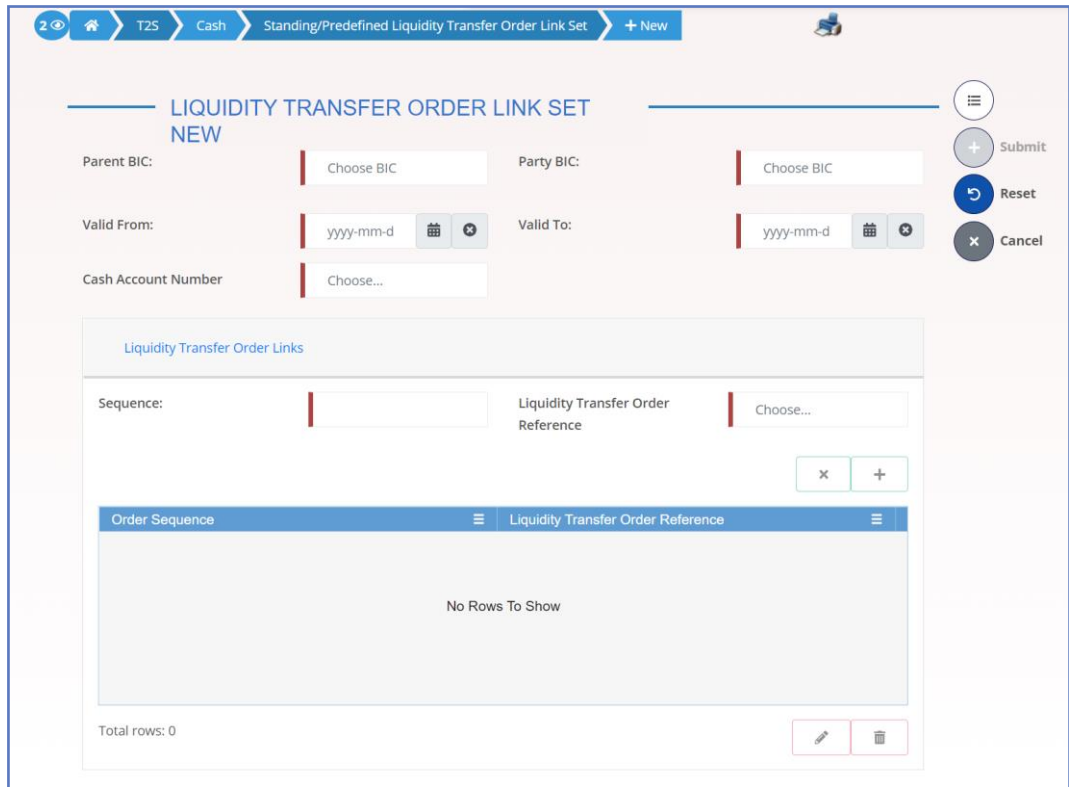 2 T2S Cash Standing/Predefined Liquidity Transfer Order Link Set + New
LIQUIDITY TRANSFER ORDER LINK SET
NEW
Submit
Parent BIC: Choose BIC Party BIC: Choose BIC
Reset
Valid From: yyyy-mm-d Valid To: yyyy-mm-d
Cancel
Cash Account Number Choose...
Liquidity Transfer Order Links
Sequence: Liquidity Transfer Order
Reference Choose...
Order Sequence Liquidity Transfer Order Reference
No Rows To Show
Total rows: 0